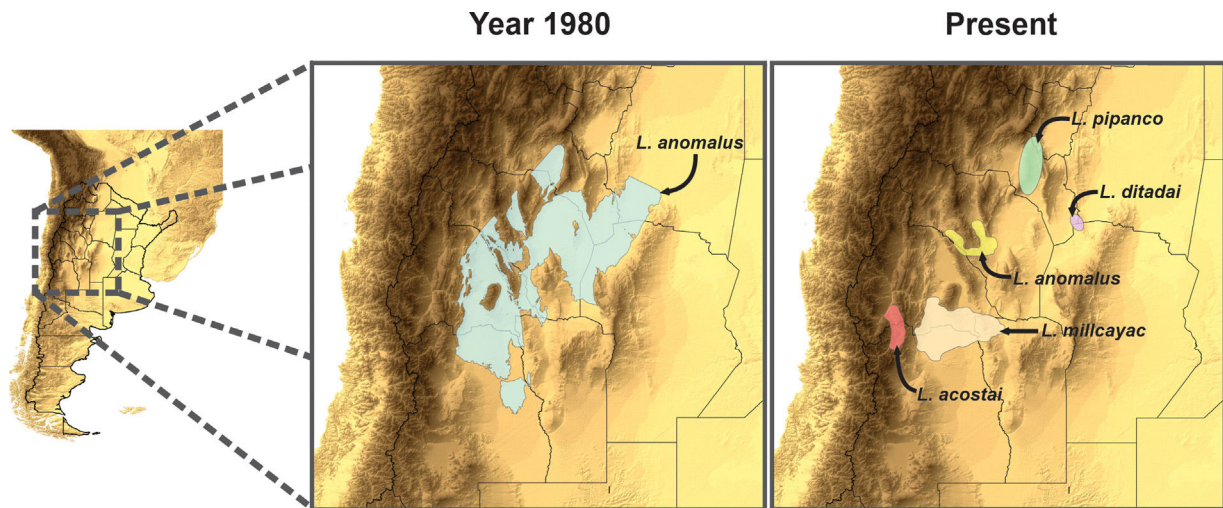 Year 1980
Present
L. anomalus
L. pipanco
L. ditadai
L. anomalus
L. millcayac
L. acostai